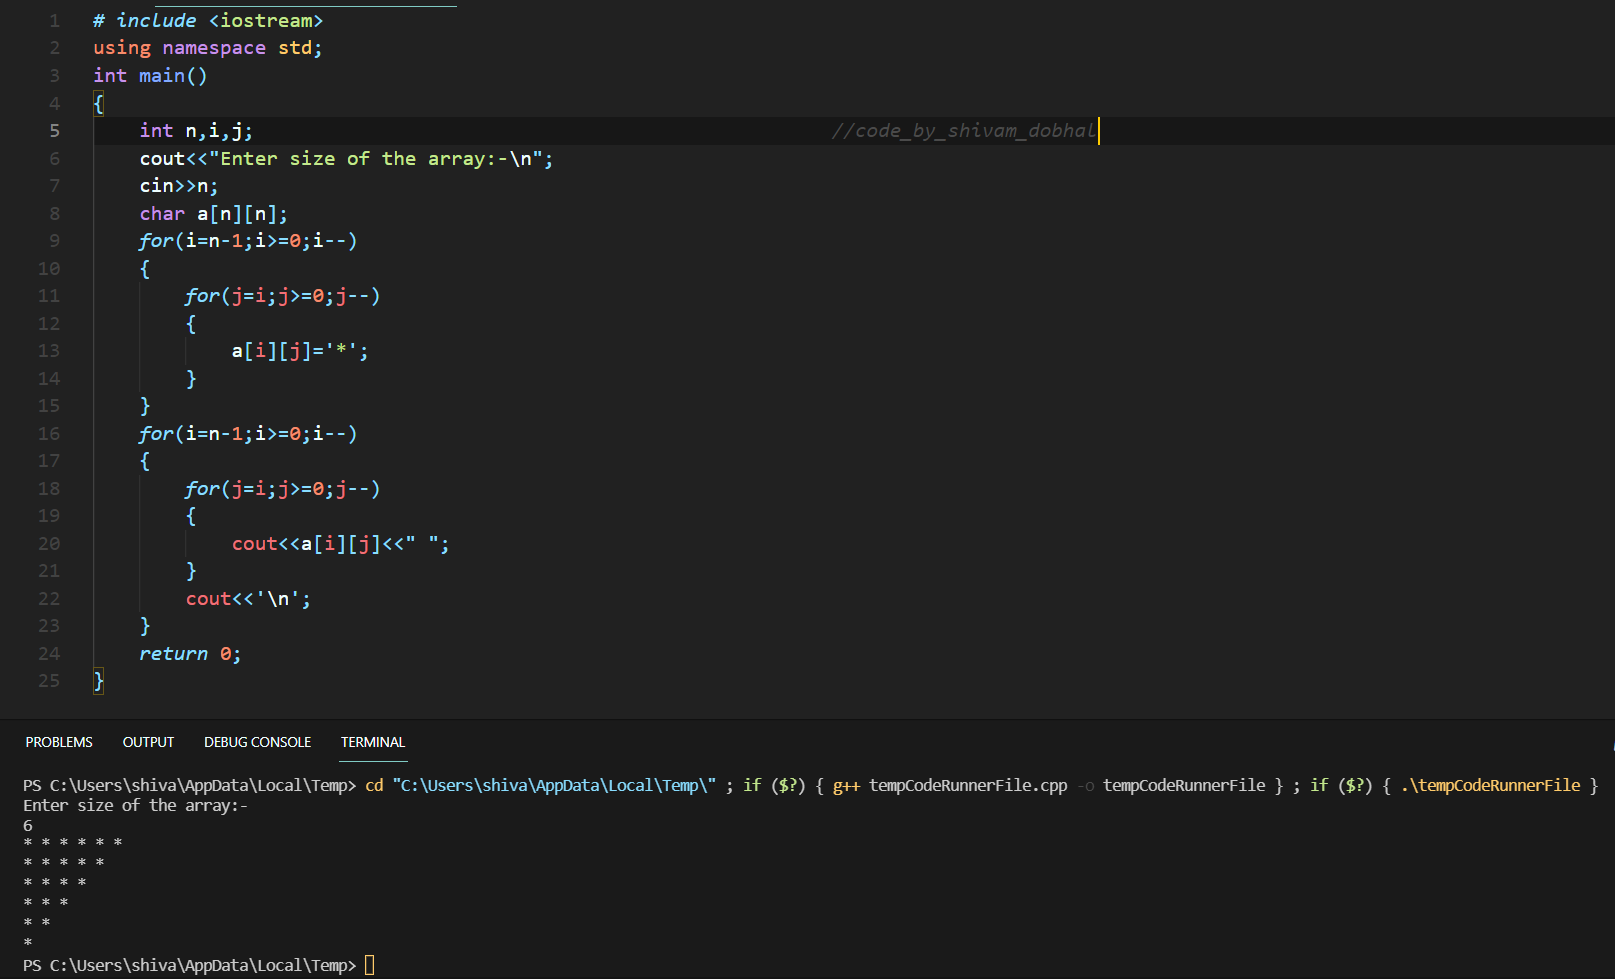 1 # include <iostream>
2 using namespace std;
3 int main()
4 {
5     int n,i,j;                                                  //code_by_shivam_dobhal
6     cout<<"Enter size of the array:-\n";
7     cin>>n;
8     char a[n][n];
9     for(i=n-1;i>=0;i--)
10     {
11         for(j=i;j>=0;j--)
12         {
13             a[i][j]='*';
14         }
15     }
16     for(i=n-1;i>=0;i--)
17     {
18         for(j=i;j>=0;j--)
19         {
20             cout<<a[i][j]<<" ";
21         }
22         cout<<'\n';
23     }
24     return 0;
25 }
PROBLEMS OUTPUT DEBUG CONSOLE TERMINAL
PS C:\Users\shiva\AppData\Local\Temp> cd "C:\Users\shiva\AppData\Local\Temp\" ; if ($?) { g++ tempCodeRunnerFile.cpp -o tempCodeRunnerFile } ; if ($?) { .\tempCodeRunnerFile }
Enter size of the array:-
6
* * * * * *
* * * * *
* * * *
* * *
* *
*
PS C:\Users\shiva\AppData\Local\Temp>